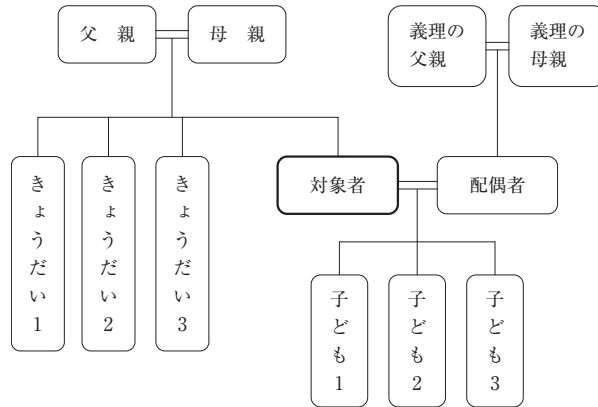 父　親
母　親
義理の
父親
義理の
母親
きょうだい1
きょうだい2
きょうだい3
対象者
配偶者
子ども1
子ども2
子ども3